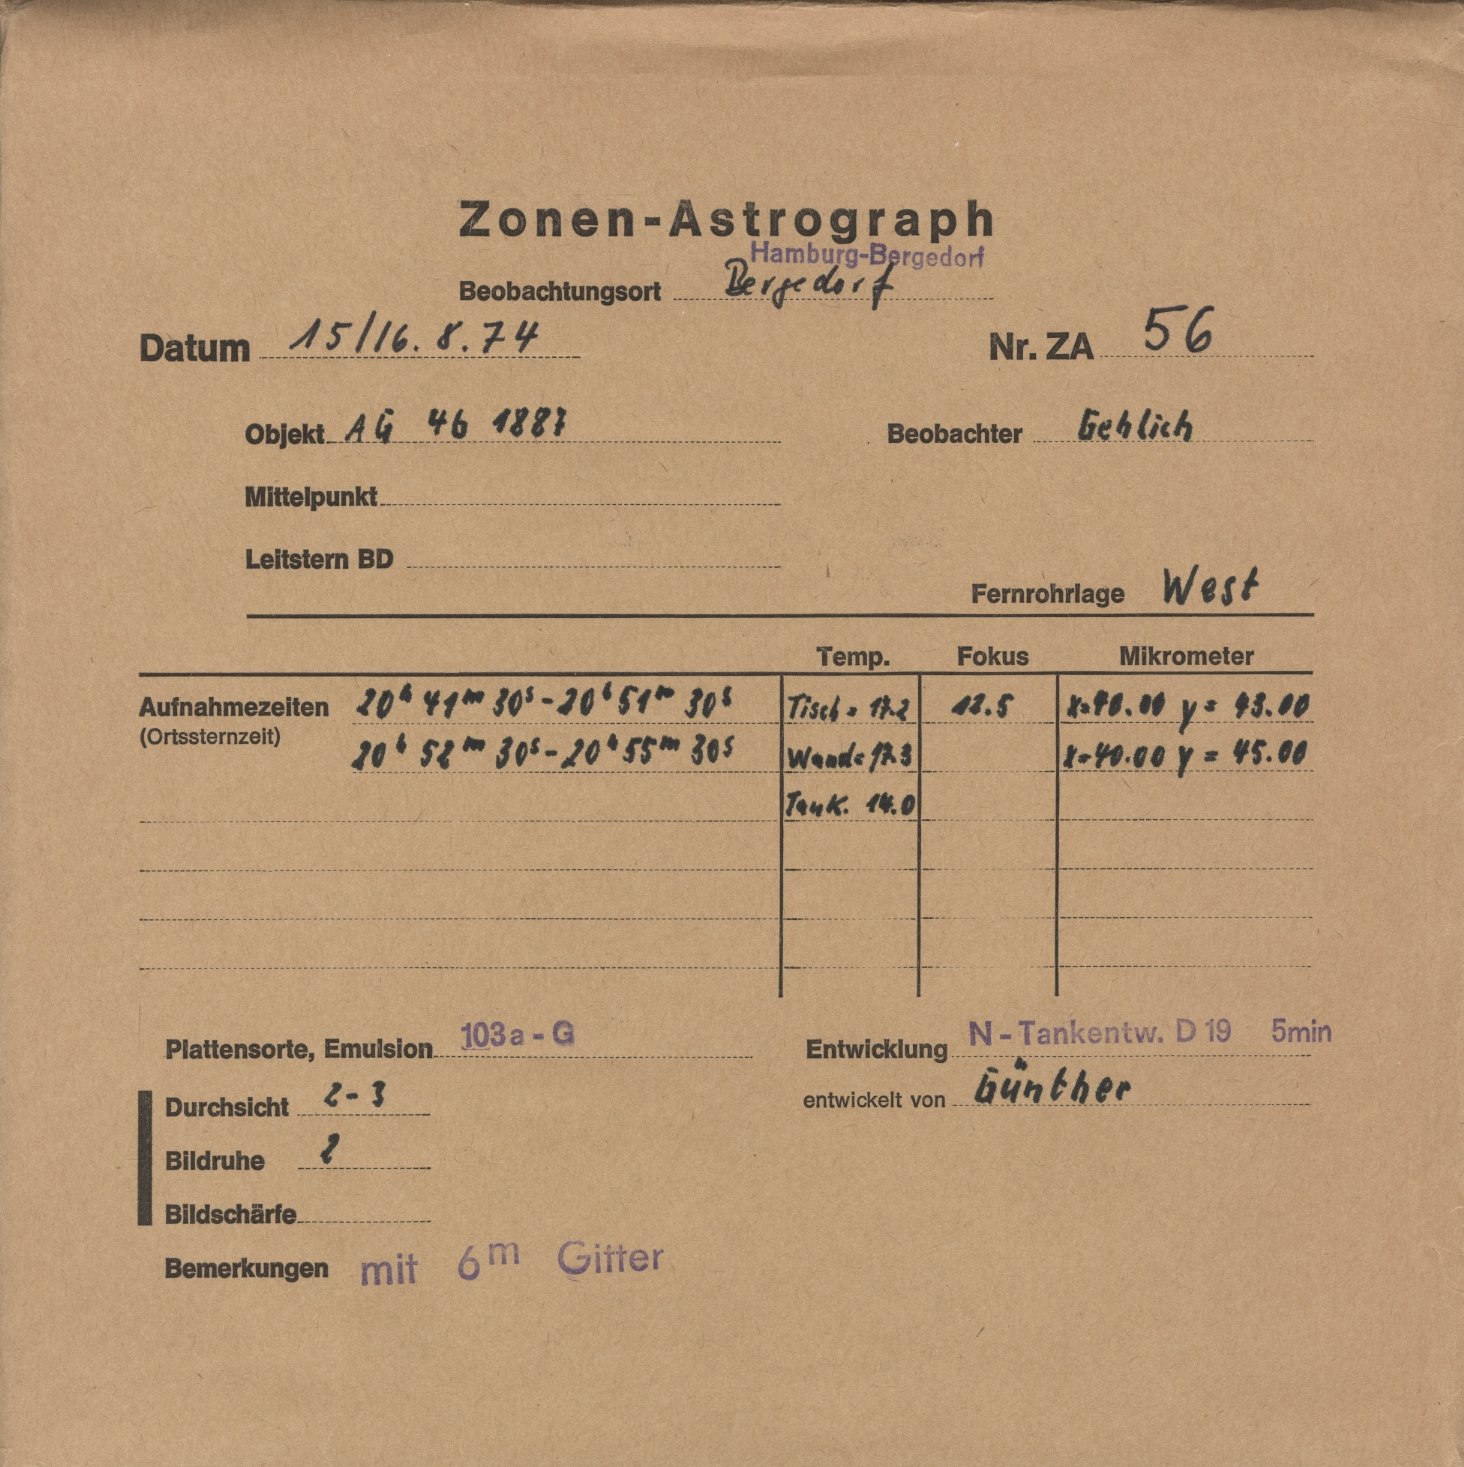 Zonen-Astrograph
Hamburg-Bergedorf
Beobachtungsort Bergedorf
Datum 15/16. 8. 74 Nr. ZA 56
Objekt AG 46 1887 Beobachter Gehlich
Mittelpunkt
Leitstern BD
Fernrohrlage West
Temp. Fokus Mikrometer
Aufnahmezeiten 20h 41m 30s - 20h 51m 30s Tisch = 17.2 12.5 x=40.00 y = 43.00
(Ortssternzeit)
20h 52m 30s - 20h 55m 30s Wand = 17.3 x=40.00 y = 45.00
Tank. 14.0
Plattensorte, Emulsion 103a-G Entwicklung N-Tankentw. D 19 5min
Durchsicht 2-3 entwickelt von Günther
Bildruhe 2
Bildschärfe
Bemerkungen mit 6m Gitter